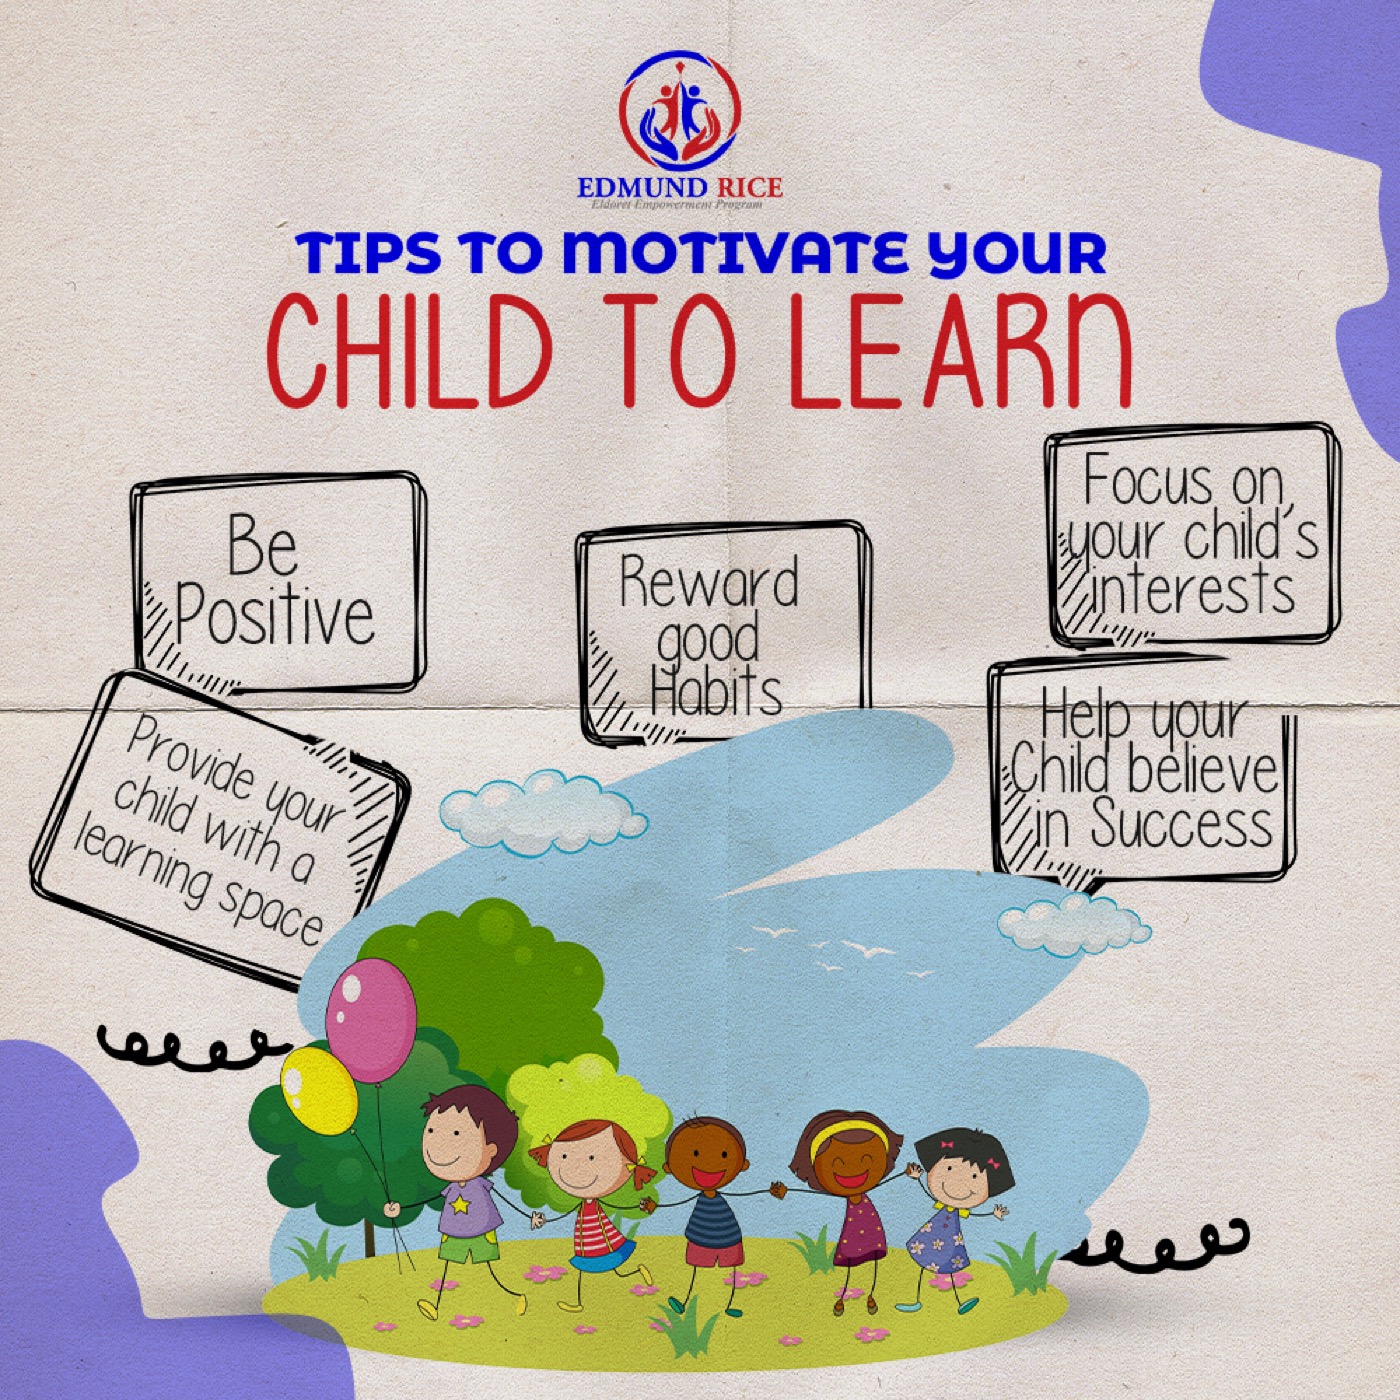 EDMUND RICE
Eldoret Empowerment Program
TIPS TO MOTIVATE YOUR
CHILD TO LEARN
Be
Positive
Reward
good
Habits
Focus on
your child's
interests
Provide your
child with a
learning space
Help your
Child believe
in Success